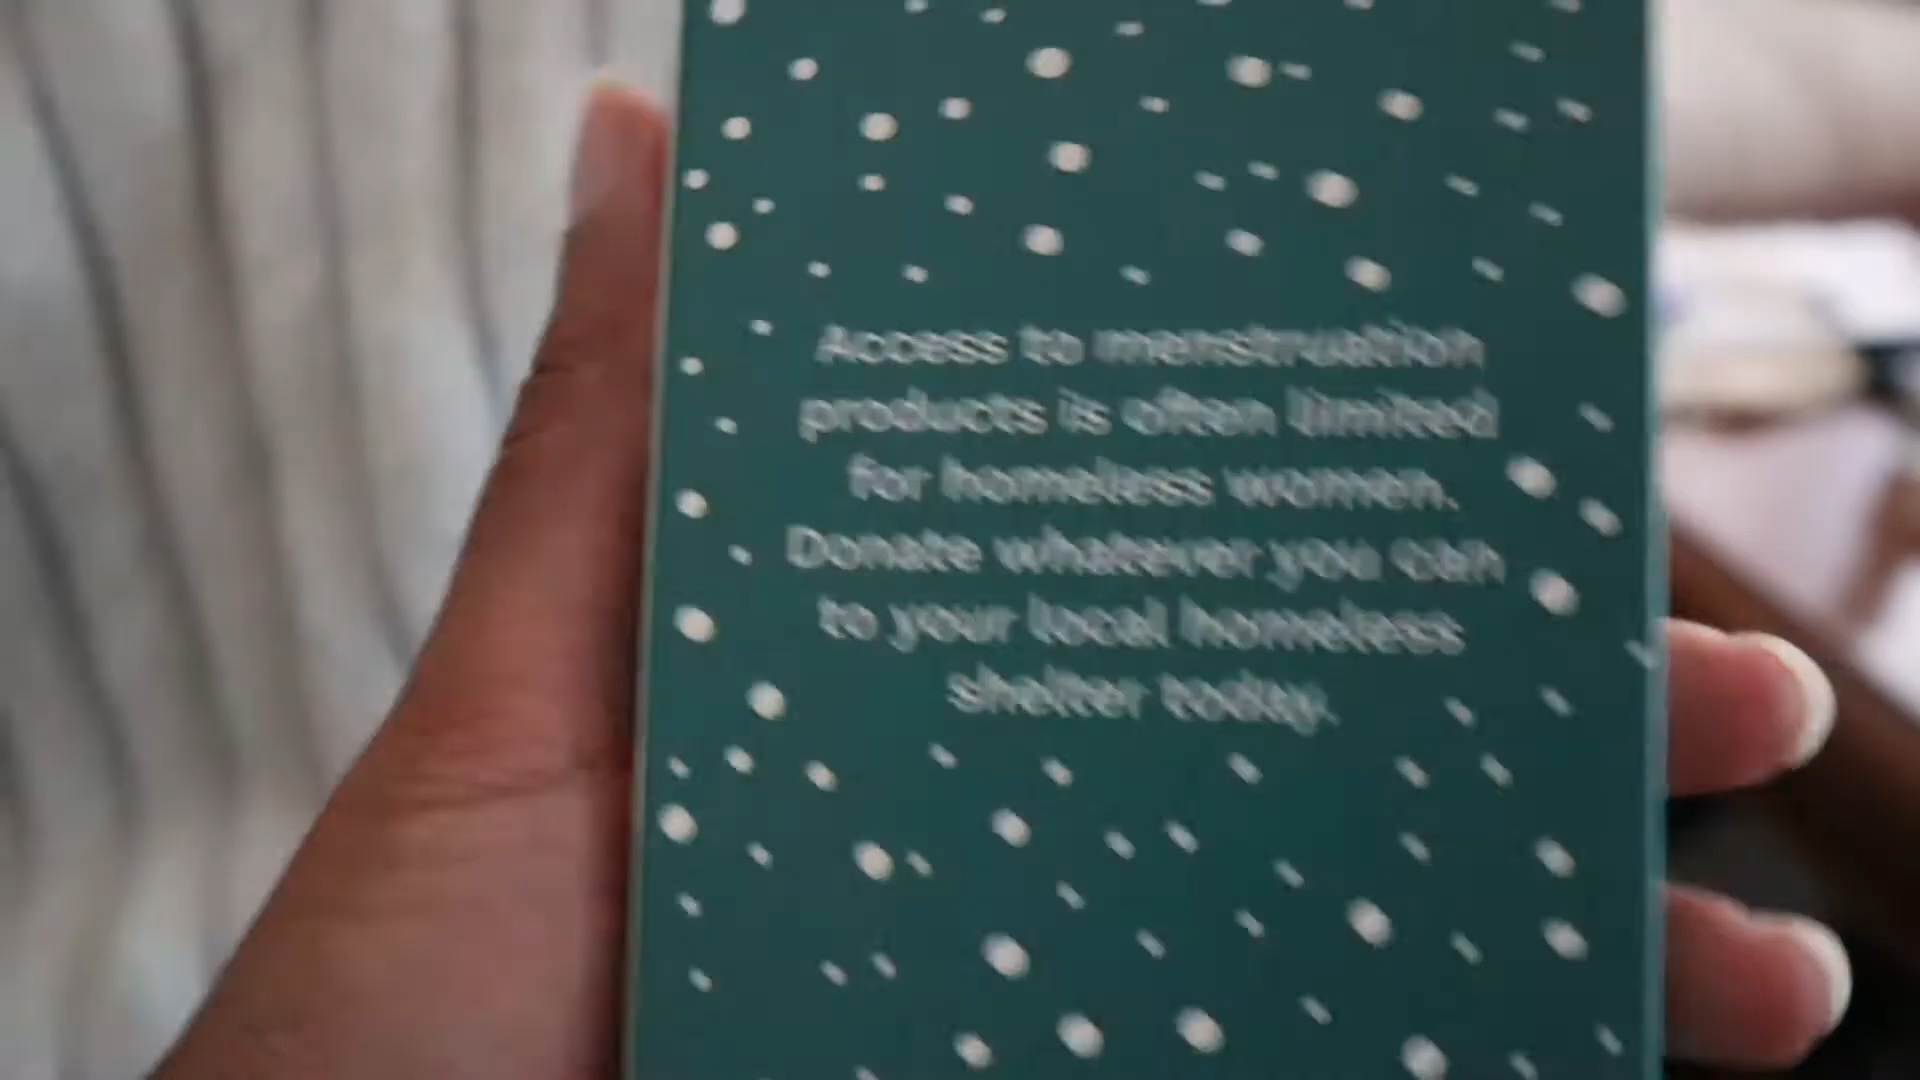 Access to menstruation
products is often limited
for homeless women.
Donate whatever you can
to your local homeless
shelter today.